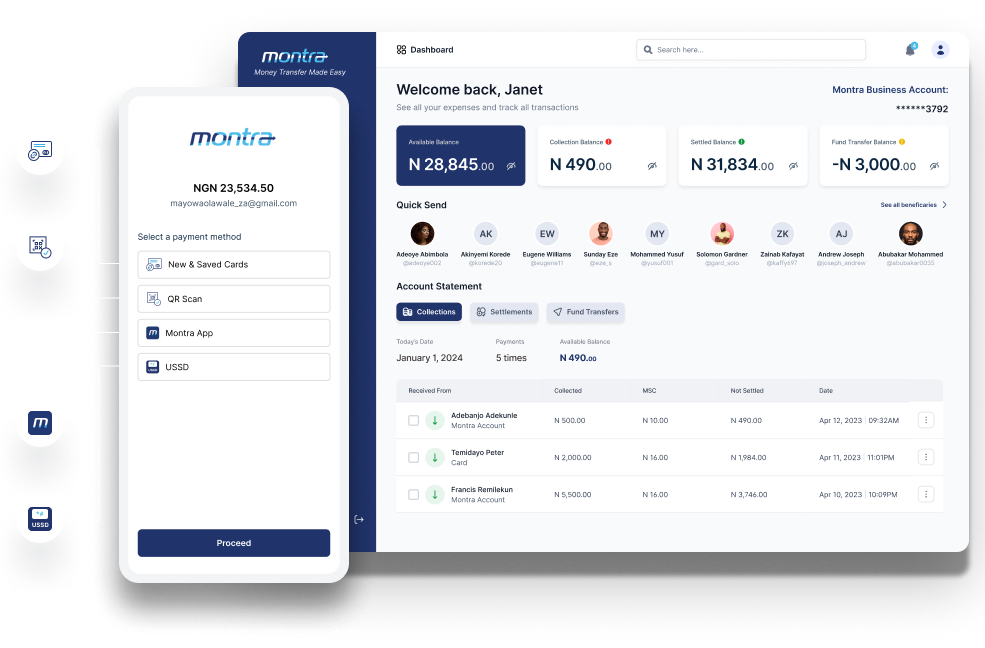 montra
Money Transfer Made Easy
Dashboard
Search here...
Welcome back, Janet
See all your expenses and track all transactions
Montra Business Account:
******3792
Available Balance
N 28,845.00
Collection Balance
N 490.00
Settled Balance
N 31,834.00
Fund Transfer Balance
-N 3,000.00
Quick Send
See all beneficaries
AK
EW
MY
ZK
AJ
Adeoye Abimbola
@adeoye002
Akinyemi Korede
@korede20
Eugene Williams
@eugene11
Sunday Eze
@eze_s
Mohammed Yusuf
@yusuf001
Solomon Gardner
@gard_solo
Zainab Kafayat
@kaffy697
Andrew Joseph
@joseph_andrew
Abubakar Mohammed
@abubakar0035
Account Statement
Collections
Settlements
Fund Transfers
Today's Date
Payments
Available Balance
January 1, 2024
5 times
N 490.00
Received From
Collected
MSC
Not Settled
Date
Adebanjo Adekunle
Montra Account
N 500.00
N 10.00
N 490.00
Apr 12, 2023 | 09:32AM
Temidayo Peter
Card
N 2,000.00
N 16.00
N 1,984.00
Apr 11, 2023 | 11:01PM
Francis Remilekun
Montra Account
N 5,500.00
N 16.00
N 3,746.00
Apr 10, 2023 | 10:09PM
montra
NGN 23,534.50
mayowaolawale_za@gmail.com
Select a payment method
New & Saved Cards
QR Scan
m
Montra App
USSD
USSD
Proceed
m
*#
USSD